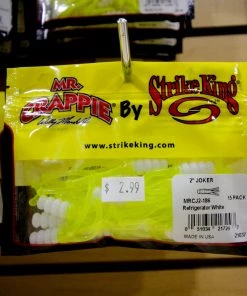 MR.
CRAPPIE
By
Strike King
www.strikeking.com
$ 2.99
2" JOKER
MRCJ2-186
15 PACK
Refrigerator White
MADE IN USA